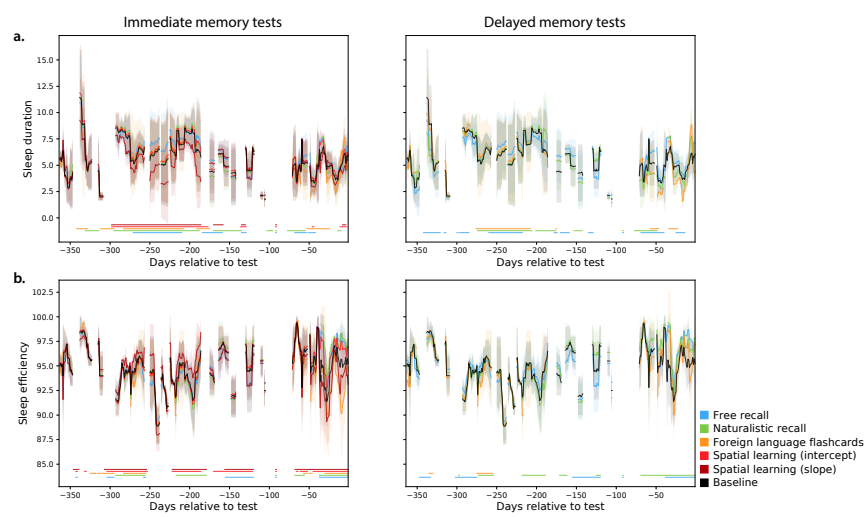 Immediate memory tests
Delayed memory tests
a.
Sleep duration
17.5
15.0
12.5
10.0
7.5
5.0
2.5
0.0
−350 −300 −250 −200 −150 −100 −50
Days relative to test
−350 −300 −250 −200 −150 −100 −50
Days relative to test
b.
Sleep efficiency
102.5
100.0
97.5
95.0
92.5
90.0
87.5
85.0
−350 −300 −250 −200 −150 −100 −50
Days relative to test
−350 −300 −250 −200 −150 −100 −50
Days relative to test
Free recall
Naturalistic recall
Foreign language flashcards
Spatial learning (intercept)
Spatial learning (slope)
Baseline